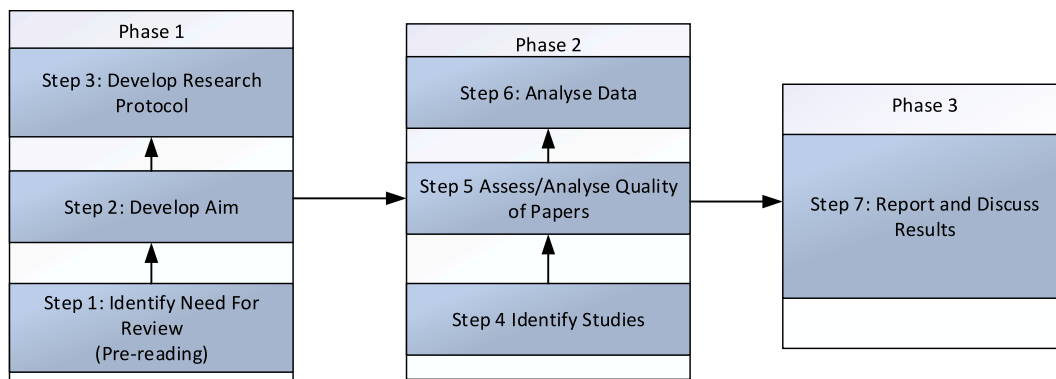 Phase 1
Step 3: Develop Research
Protocol
Step 2: Develop Aim
Step 1: Identify Need For
Review
(Pre-reading)
Phase 2
Step 6: Analyse Data
Step 5 Assess/Analyse Quality
of Papers
Step 4 Identify Studies
Phase 3
Step 7: Report and Discuss
Results